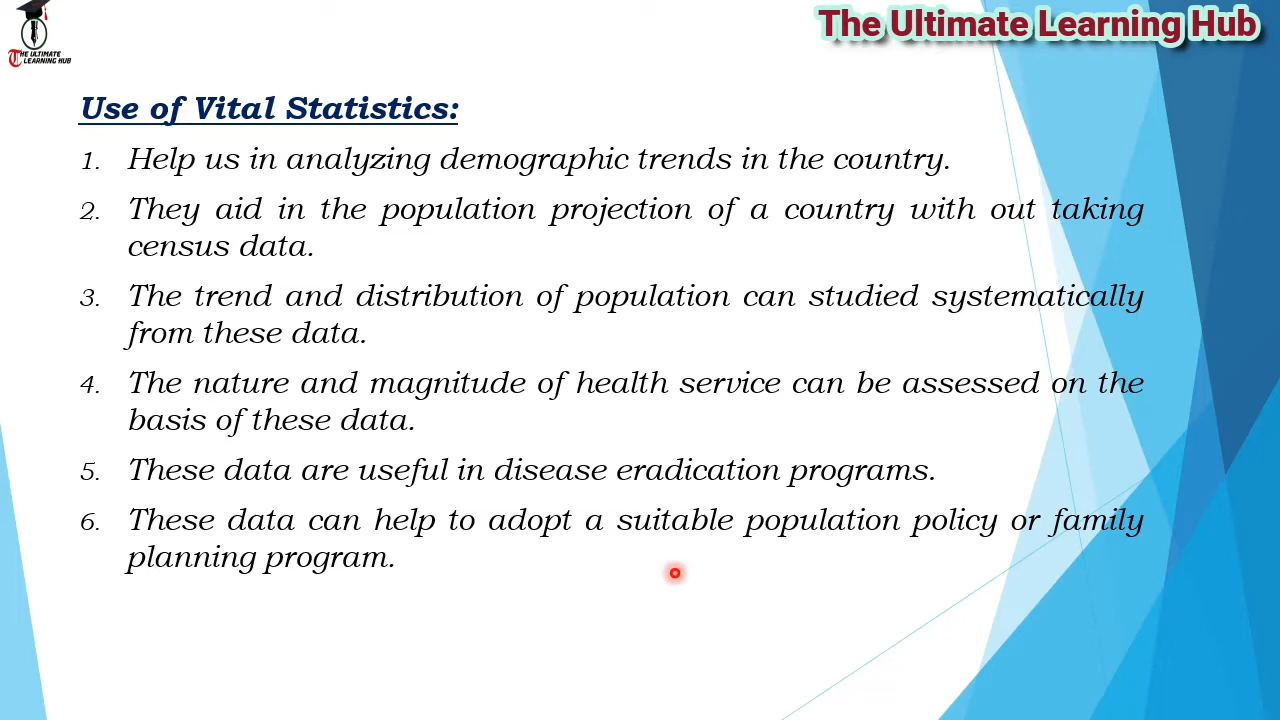 The Ultimate Learning Hub
THE ULTIMATE
LEARNING HUB
Use of Vital Statistics:
1. Help us in analyzing demographic trends in the country.
2. They aid in the population projection of a country with out taking
census data.
3. The trend and distribution of population can studied systematically
from these data.
4. The nature and magnitude of health service can be assessed on the
basis of these data.
5. These data are useful in disease eradication programs.
6. These data can help to adopt a suitable population policy or family
planning program.